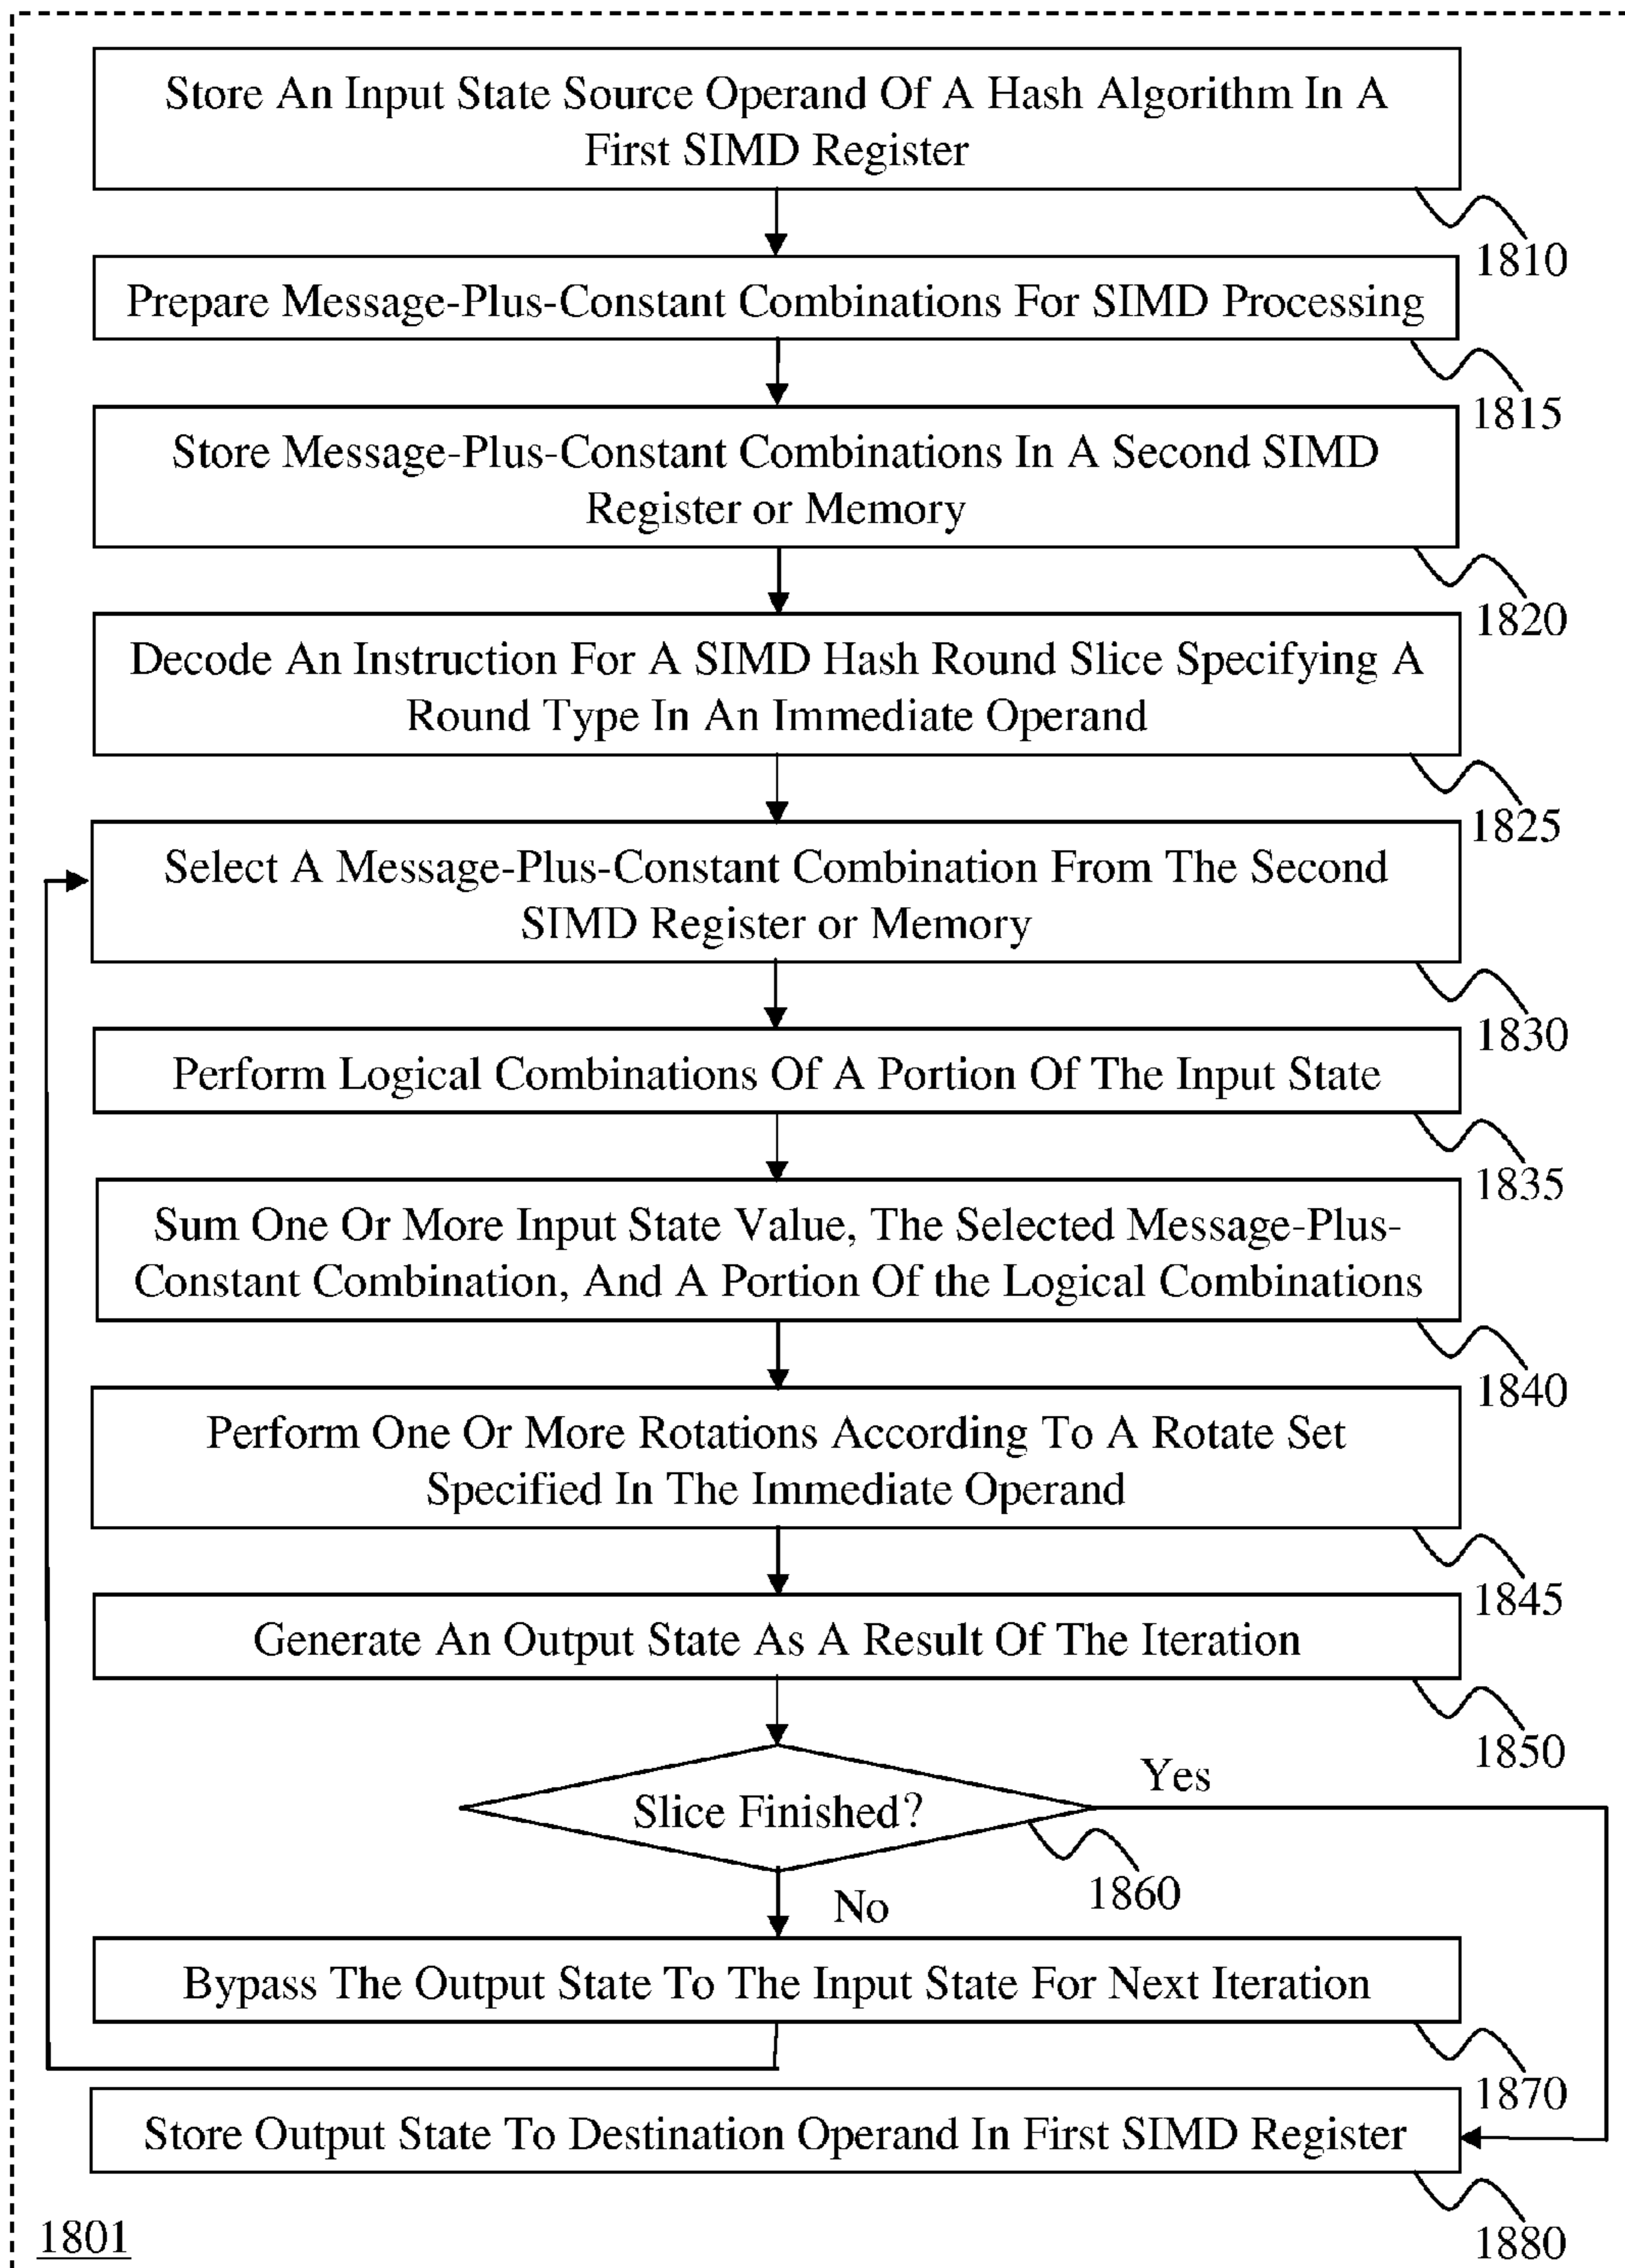 Store An Input State Source Operand Of A Hash Algorithm In A
First SIMD Register
1810
Prepare Message-Plus-Constant Combinations For SIMD Processing
1815
Store Message-Plus-Constant Combinations In A Second SIMD
Register or Memory
1820
Decode An Instruction For A SIMD Hash Round Slice Specifying A
Round Type In An Immediate Operand
1825
Select A Message-Plus-Constant Combination From The Second
SIMD Register or Memory
1830
Perform Logical Combinations Of A Portion Of The Input State
1835
Sum One Or More Input State Value, The Selected Message-Plus-
Constant Combination, And A Portion Of the Logical Combinations
1840
Perform One Or More Rotations According To A Rotate Set
Specified In The Immediate Operand
1845
Generate An Output State As A Result Of The Iteration
1850
Yes
Slice Finished?
1860
No
Bypass The Output State To The Input State For Next Iteration
1870
Store Output State To Destination Operand In First SIMD Register
1880
1801